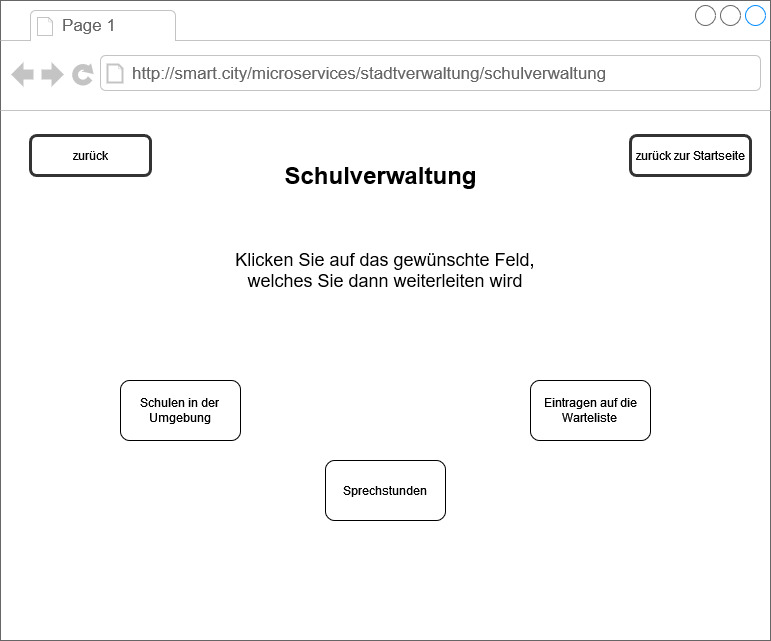 Page 1
http://smart.city/microservices/stadtverwaltung/schulverwaltung
zurück
zurück zur Startseite
Schulverwaltung
Klicken Sie auf das gewünschte Feld,
welches Sie dann weiterleiten wird
Schulen in der
Umgebung
Eintragen auf die
Warteliste
Sprechstunden